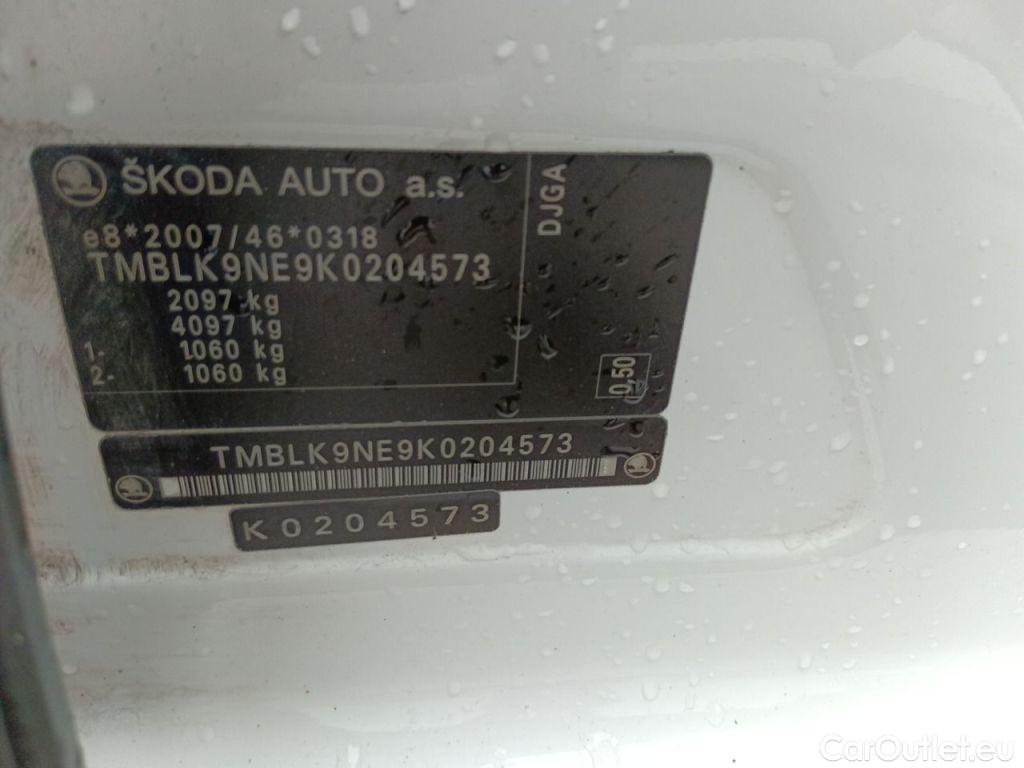 ŠKODA AUTO a.s.
e8*2007/46*0318
TMBLK9NE9K0204573
2097 kg
4097 kg
1- 1060 kg
2- 1060 kg
DJGA
0,50
TMBLK9NE9K0204573
K0204573
CarOutlet.eu